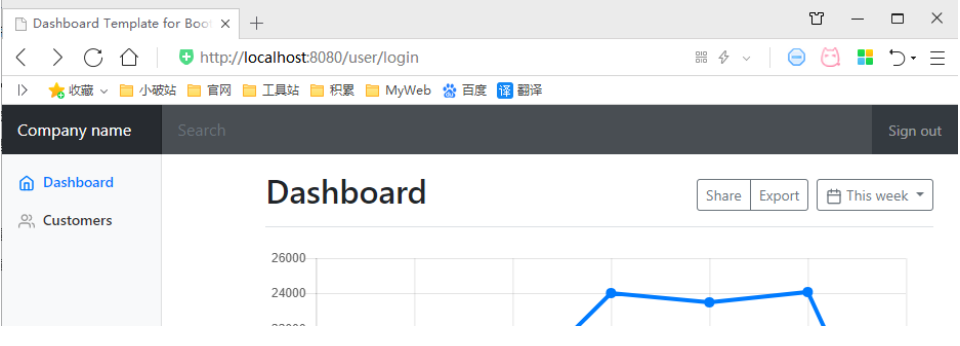 Dashboard Template for Boot
http://localhost:8080/user/login
收藏 小破站 官网 工具站 积累 MyWeb 百度 译 翻译
Company name Search Sign out
Dashboard
Customers
Dashboard
Share Export This week
26000
24000
22000